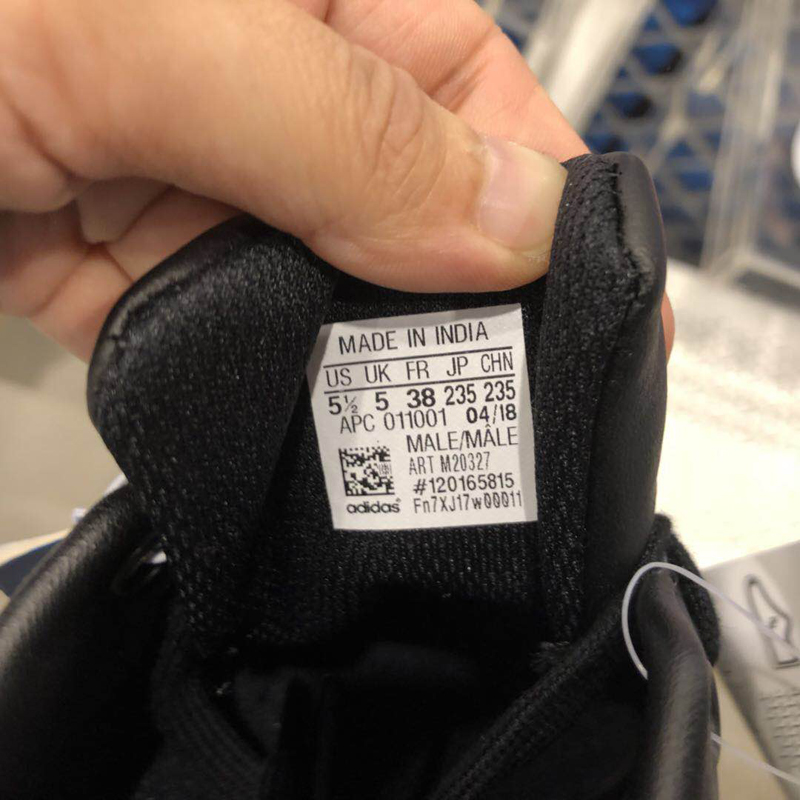 MADE IN INDIA
US UK FR JP CHN
5½ 5 38 235 235
APC 011001 04/18
MALE/MÂLE
ART M20327
#120165815
adidas® Fn7XJ17w00011